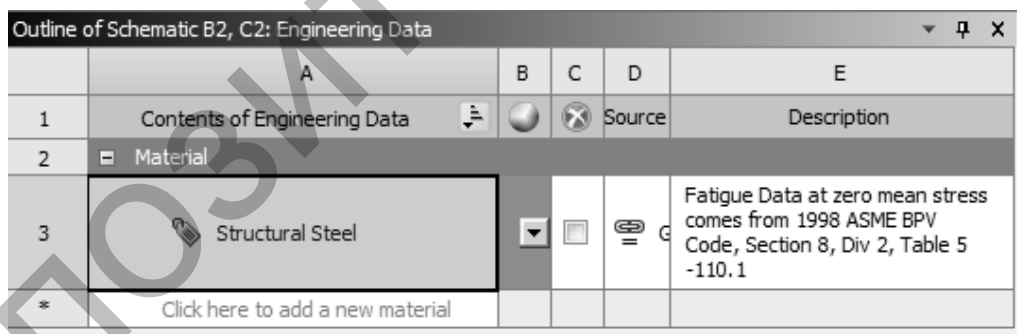 Outline of Schematic B2, C2: Engineering Data
A B C D E
1 Contents of Engineering Data Source Description
2 Material
3 Structural Steel G Fatigue Data at zero mean stress
comes from 1998 ASME BPV
Code, Section 8, Div 2, Table 5
-110.1
* Click here to add a new material
ПОЗИТ